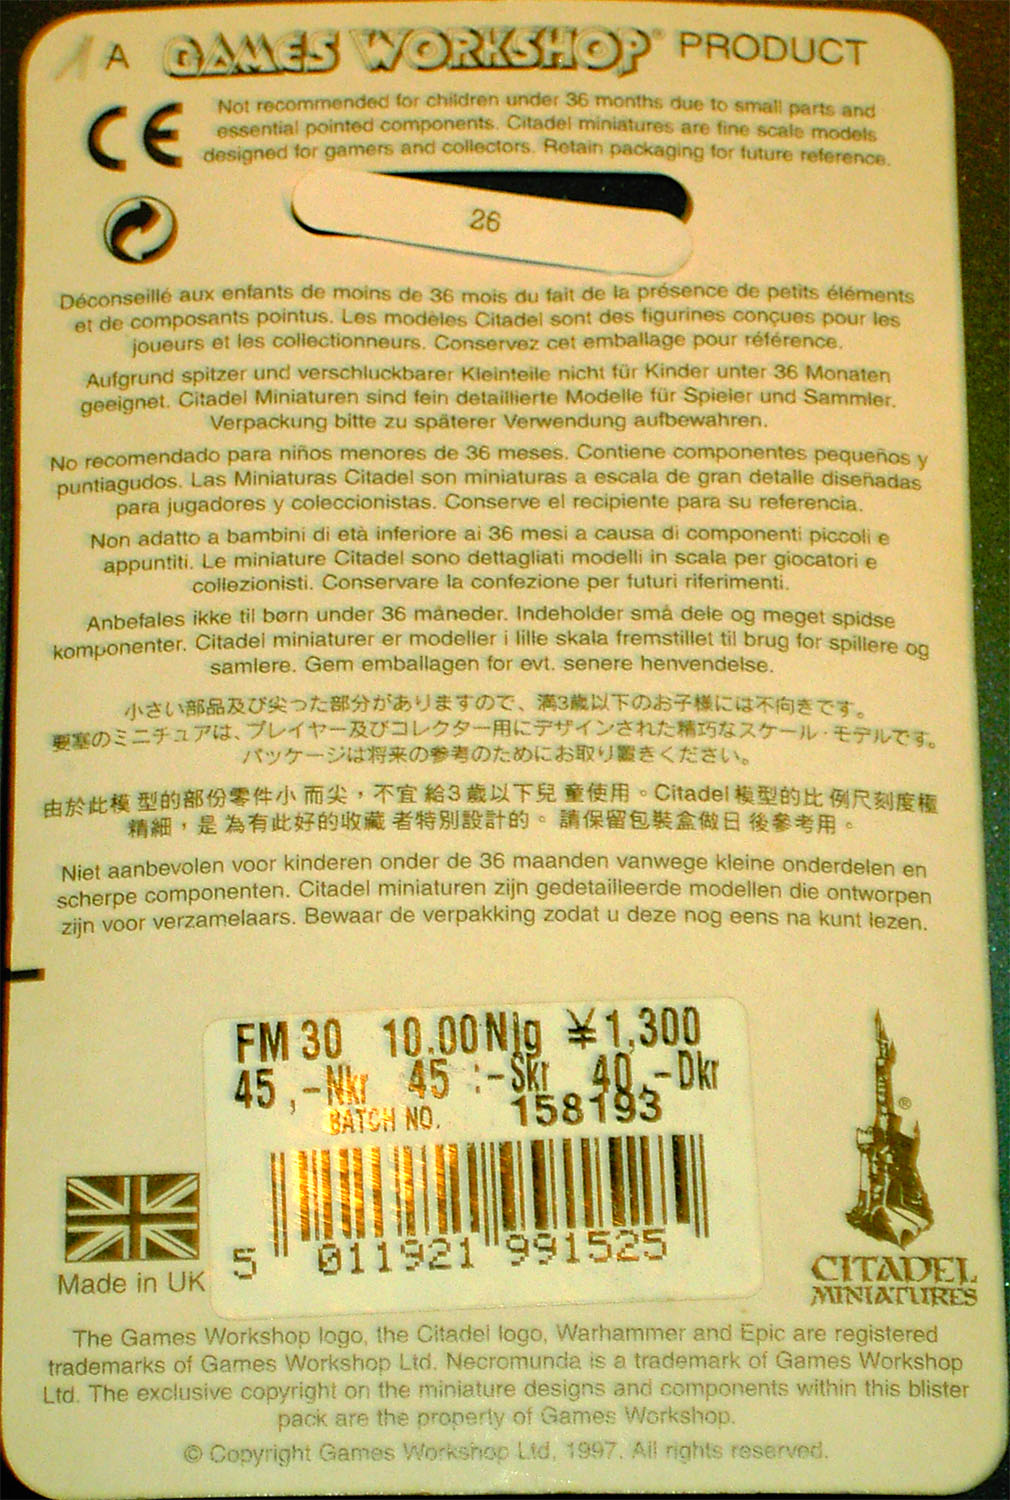 A GAMES WORKSHOP PRODUCT
CE
Not recommended for children under 36 months due to small parts and
essential pointed components. Citadel miniatures are fine scale models
designed for gamers and collectors. Retain packaging for future reference.
26
Déconseillé aux enfants de moins de 36 mois du fait de la présence de petits éléments
et de composants pointus. Les modèles Citadel sont des figurines conçues pour les
joueurs et les collectionneurs. Conservez cet emballage pour référence.
Aufgrund spitzer und verschluckbarer Kleinteile nicht für Kinder unter 36 Monaten
geeignet. Citadel Miniaturen sind fein detaillierte Modelle für Spieler und Sammler.
Verpackung bitte zu späterer Verwendung aufbewahren.
No recomendado para niños menores de 36 meses. Contiene componentes pequeños y
puntiagudos. Las Miniaturas Citadel son miniaturas a escala de gran detalle diseñadas
para jugadores y coleccionistas. Conserve el recipiente para su referencia.
Non adatto a bambini di età inferiore ai 36 mesi a causa di componenti piccoli e
appuntiti. Le miniature Citadel sono dettagliati modelli in scala per giocatori e
collezionisti. Conservare la confezione per futuri riferimenti.
Anbefales ikke til børn under 36 måneder. Indeholder små dele og meget spidse
komponenter. Citadel miniaturer er modeller i lille skala fremstillet til brug for spillere og
samlere. Gem emballagen for evt. senere henvendelse.
小さい部品及び尖った部分がありますので、満3歳以下のお子様には不向きです。
要塞のミニチュアは、プレイヤー及びコレクター用にデザインされた精巧なスケール・モデルです。
パッケージは将来の参考のためにお取り置きください。
由於此模型的部份零件小而尖，不宜給3歲以下兒童使用。Citadel模型的比例尺刻度極
精細，是為有此好的收藏者特別設計的。請保留包裝盒做日後參考用。
Niet aanbevolen voor kinderen onder de 36 maanden vanwege kleine onderdelen en
scherpe componenten. Citadel miniaturen zijn gedetailleerde modellen die ontworpen
zijn voor verzamelaars. Bewaar de verpakking zodat u deze nog eens na kunt lezen.
FM 30 10.00Nlg ¥1,300
45,-Nkr 45:-Skr 40,-Dkr
BATCH NO. 158193
5 011921 991525
Made in UK
®
CITADEL
MINIATURES
The Games Workshop logo, the Citadel logo, Warhammer and Epic are registered
trademarks of Games Workshop Ltd. Necromunda is a trademark of Games Workshop
Ltd. The exclusive copyright on the miniature designs and components within this blister
pack are the property of Games Workshop.
© Copyright Games Workshop Ltd, 1997. All rights reserved.